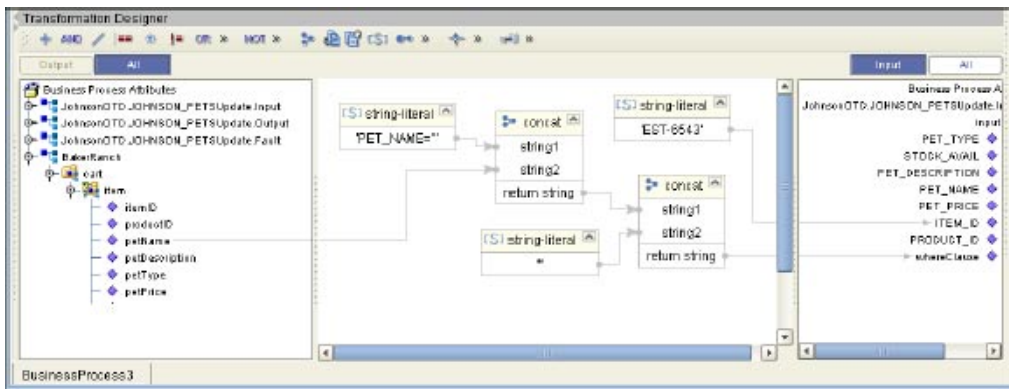 Transformation Designer
AND OR NOT
Output All Input All
Business Process Attributes
JohnsonOTD.JOHNSON_PETSUpdate.Input
JohnsonOTD.JOHNSON_PETSUpdate.Output
JohnsonOTD.JOHNSON_PETSUpdate.Fault
BakerRanch
cart
item
itemID
productID
petName
petDescription
petType
petPrice
string-literal
'PET_NAME='"
concat
string1
string2
return string
string-literal
'EST-6543'
concat
string1
string2
return string
string-literal
Business Process A
JohnsonOTD.JOHNSON_PETSUpdate.I
input
PET_TYPE
STOCK_AVAIL
PET_DESCRIPTION
PET_NAME
PET_PRICE
ITEM_ID
PRODUCT_ID
whereClause
BusinessProcess3